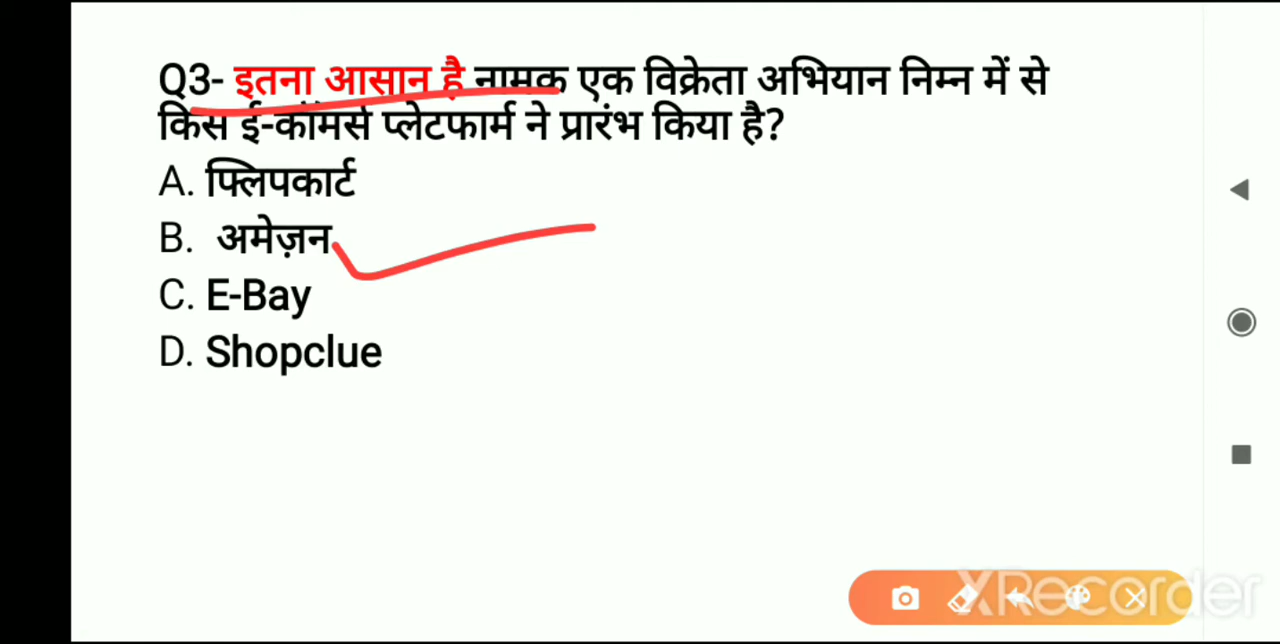 Q3- इतना आसान है नामक एक विक्रेता अभियान निम्न में से
किस ई-कॉमर्स प्लेटफार्म ने प्रारंभ किया है?
A. फ्लिपकार्ट
B. अमेज़न
C. E-Bay
D. Shopclue
XRecorder